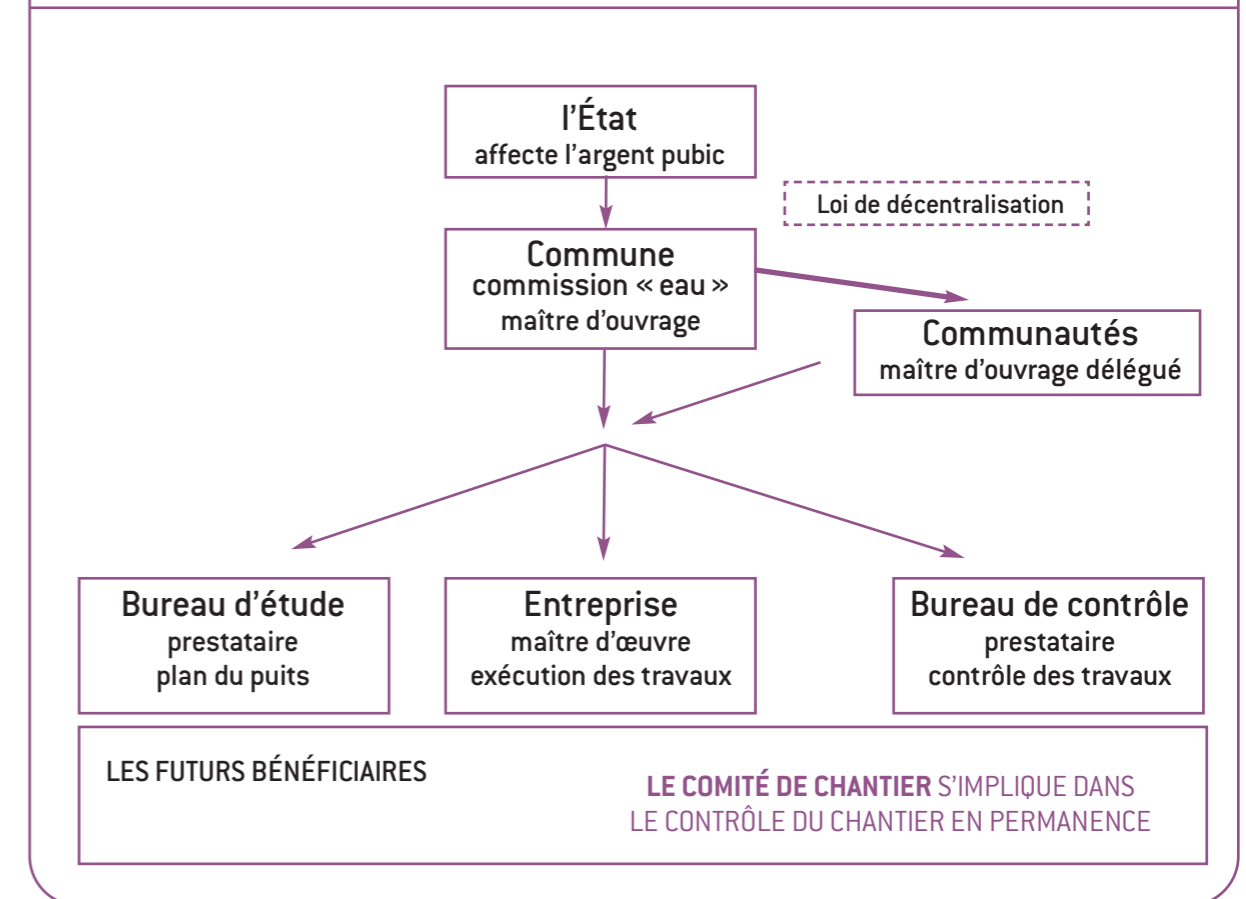 l'État
affecte l'argent pubic
Loi de décentralisation
Commune
commission « eau »
maître d'ouvrage
Communautés
maître d'ouvrage délégué
Bureau d'étude
prestataire
plan du puits
Entreprise
maître d'œuvre
exécution des travaux
Bureau de contrôle
prestataire
contrôle des travaux
LES FUTURS BÉNÉFICIAIRES
LE COMITÉ DE CHANTIER S'IMPLIQUE DANS
LE CONTRÔLE DU CHANTIER EN PERMANENCE